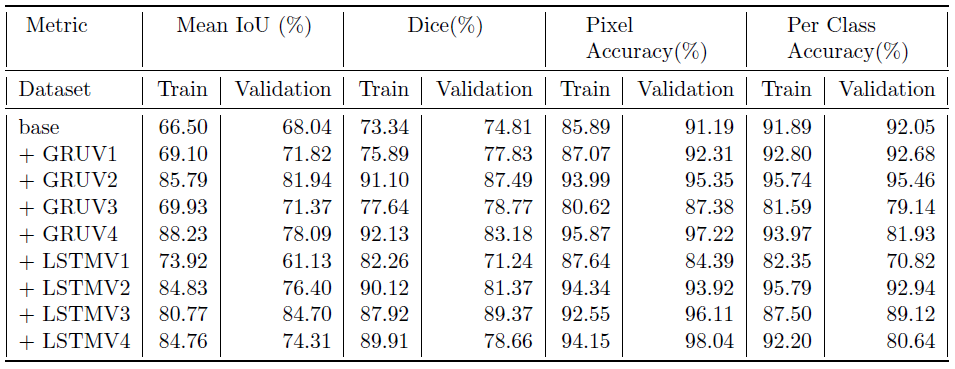 Metric Mean IoU (%) Dice(%) Pixel Per Class
Accuracy(%) Accuracy(%)
Dataset Train Validation Train Validation Train Validation Train Validation
base 66.50 68.04 73.34 74.81 85.89 91.19 91.89 92.05
+ GRUV1 69.10 71.82 75.89 77.83 87.07 92.31 92.80 92.68
+ GRUV2 85.79 81.94 91.10 87.49 93.99 95.35 95.74 95.46
+ GRUV3 69.93 71.37 77.64 78.77 80.62 87.38 81.59 79.14
+ GRUV4 88.23 78.09 92.13 83.18 95.87 97.22 93.97 81.93
+ LSTMV1 73.92 61.13 82.26 71.24 87.64 84.39 82.35 70.82
+ LSTMV2 84.83 76.40 90.12 81.37 94.34 93.92 95.79 92.94
+ LSTMV3 80.77 84.70 87.92 89.37 92.55 96.11 87.50 89.12
+ LSTMV4 84.76 74.31 89.91 78.66 94.15 98.04 92.20 80.64